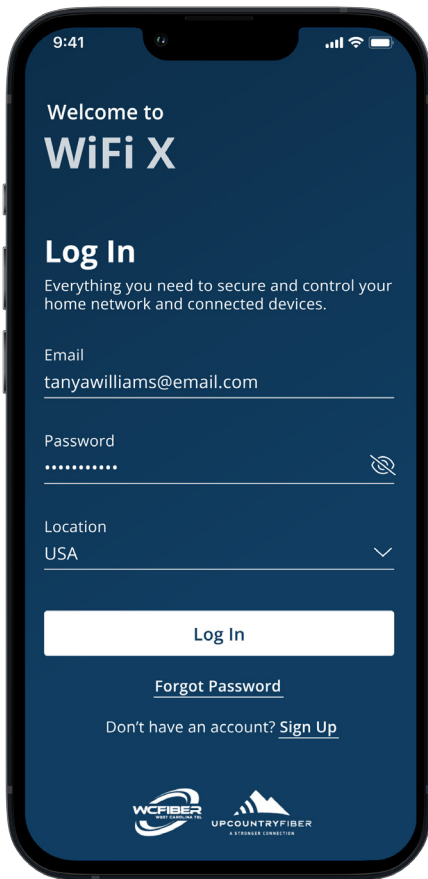 9:41
Welcome to
WiFi X
Log In
Everything you need to secure and control your
home network and connected devices.
Email
tanyawilliams@email.com
Password
•••••••••••
Location
USA
Log In
Forgot Password
Don’t have an account? Sign Up
WCFIBER
WEST CAROLINA TEL
UPCOUNTRYFIBER
A STRONGER CONNECTION